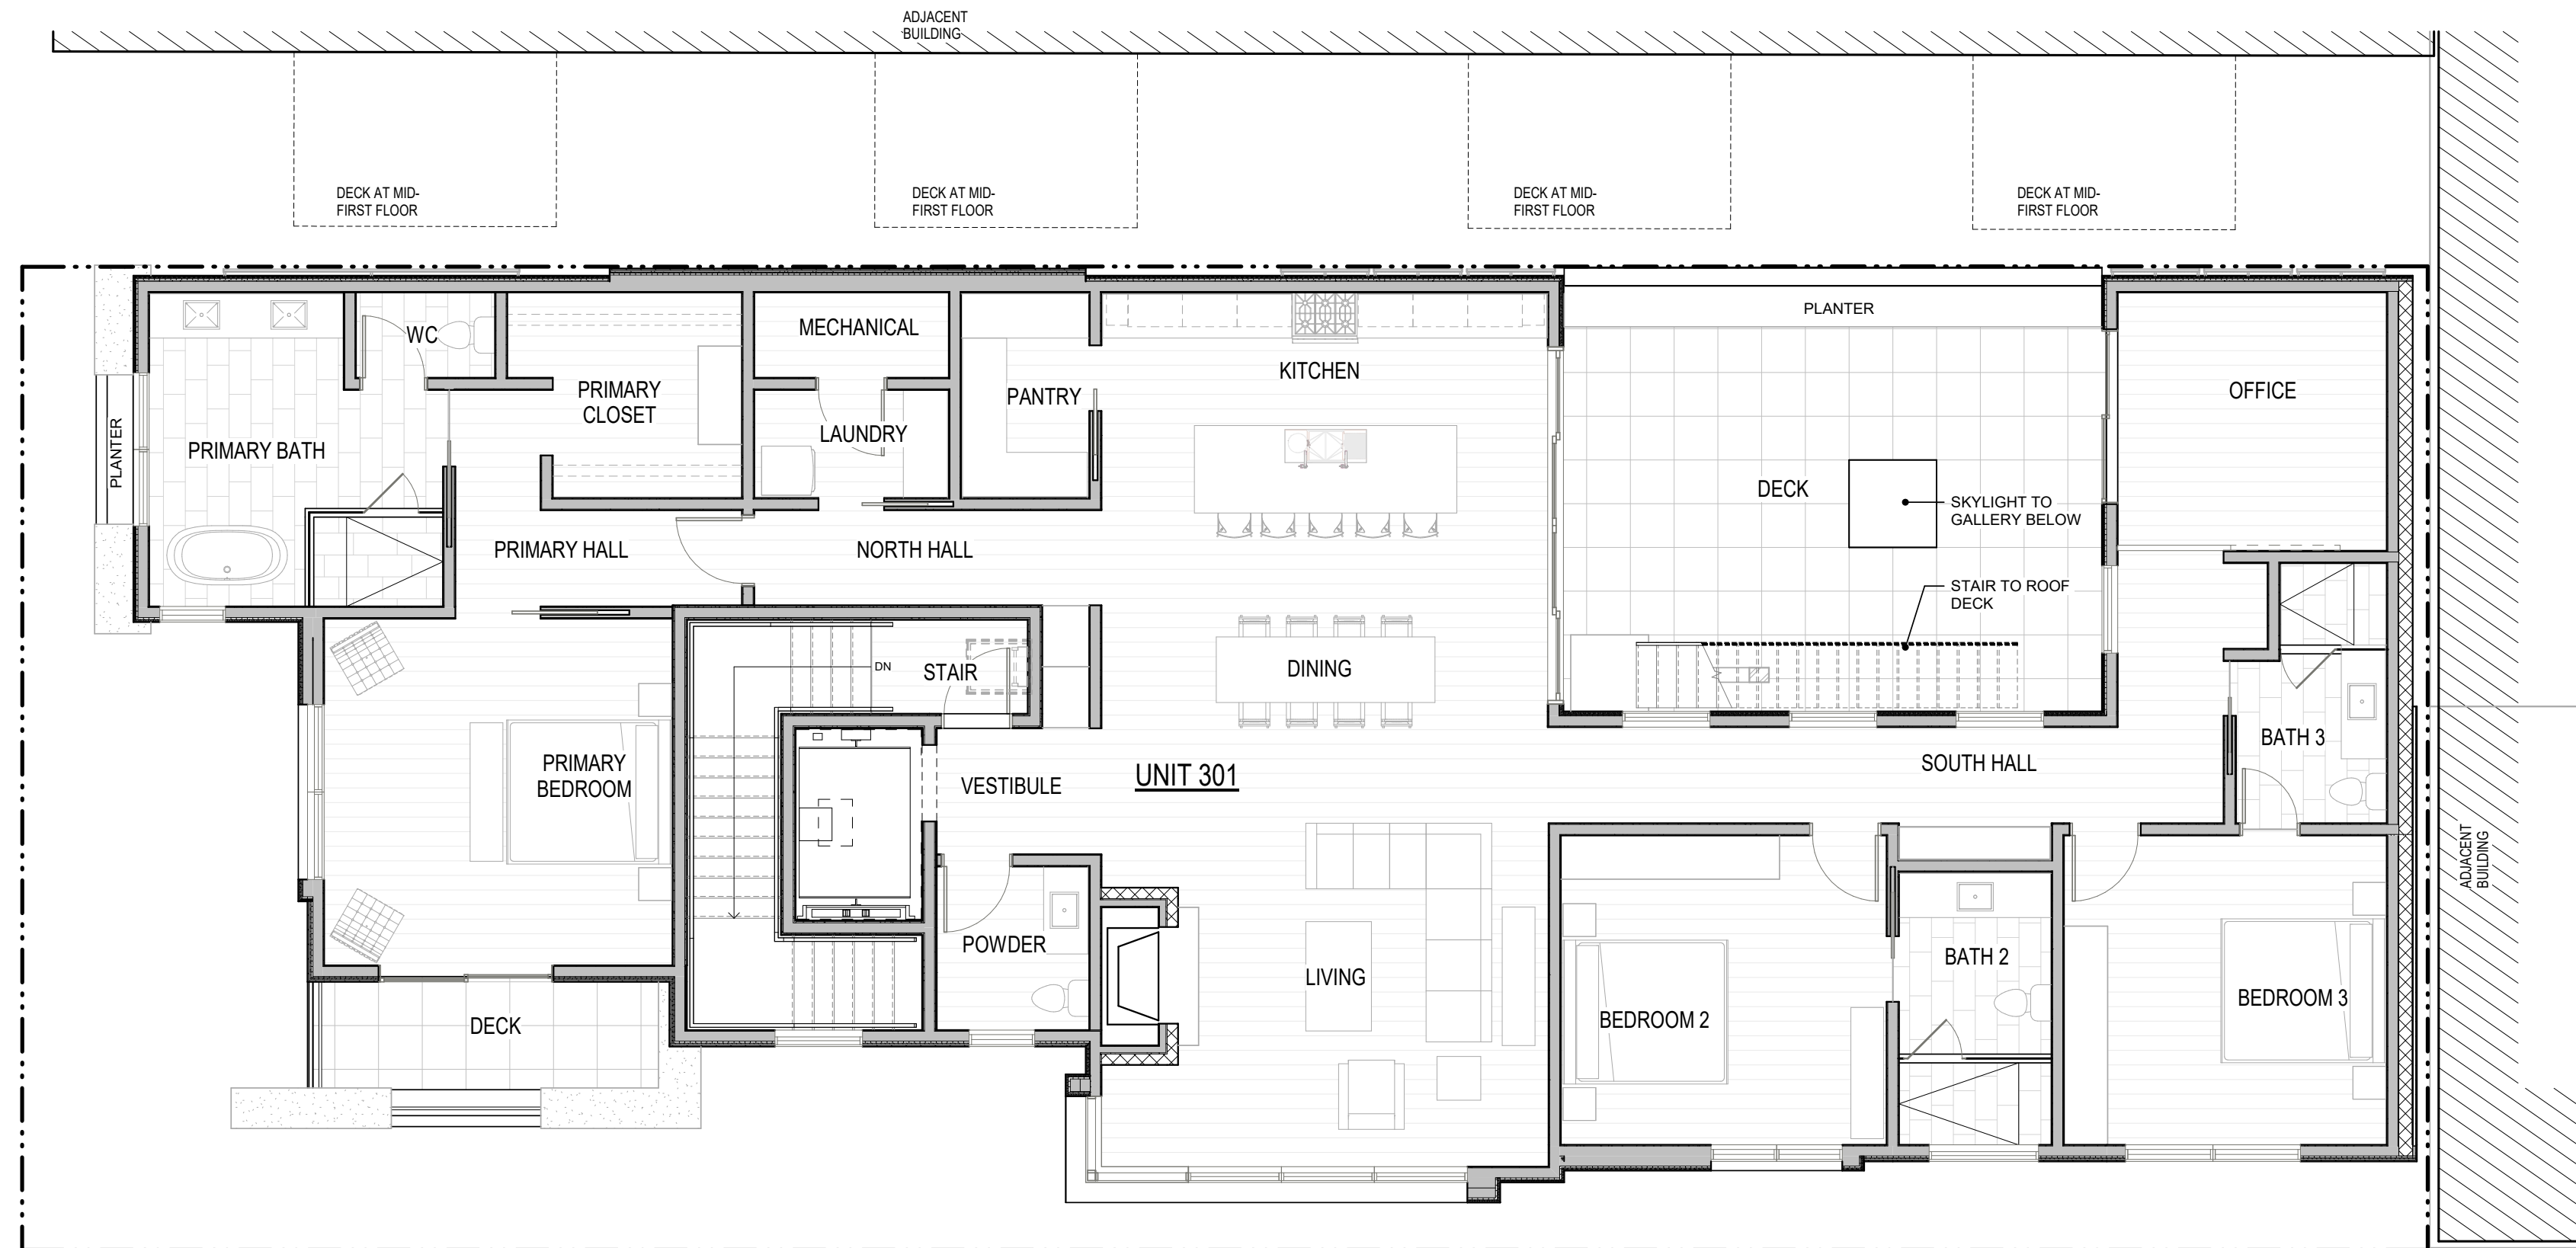 ADJACENT
BUILDING
DECK AT MID-
FIRST FLOOR
DECK AT MID-
FIRST FLOOR
DECK AT MID-
FIRST FLOOR
DECK AT MID-
FIRST FLOOR
PLANTER
WC
MECHANICAL
KITCHEN
PRIMARY
CLOSET
PANTRY
OFFICE
LAUNDRY
PRIMARY BATH
PLANTER
DECK
SKYLIGHT TO
GALLERY BELOW
PRIMARY HALL
NORTH HALL
STAIR TO ROOF
DECK
DN
STAIR
DINING
BATH 3
PRIMARY
BEDROOM
VESTIBULE
UNIT 301
SOUTH HALL
ADJACENT
BUILDING
POWDER
LIVING
BATH 2
BEDROOM 3
BEDROOM 2
DECK